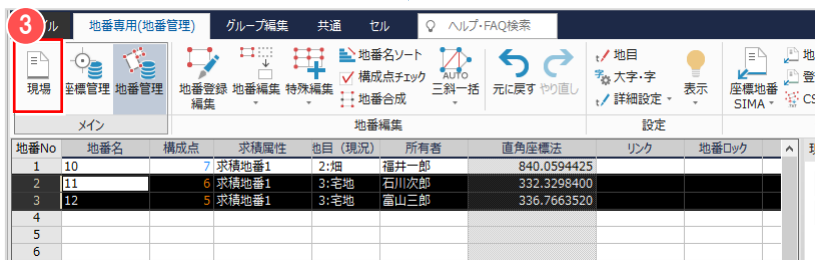 3
ル 地番専用(地番管理) グループ編集 共通 セル ヘルプ・FAQ検索
現場 座標管理 地番管理 地番登録編集 地番編集 特殊編集 地番名ソート 構成点チェック 地番合成 AUTO 三斜一括 元に戻す やり直し 地目 大字・字 詳細設定 表示 座標地番SIMA 地 登 CS
メイン 地番編集 設定
地番No 地番名 構成点 求積属性 地目(現況) 所有者 直角座標法 リンク 地番ロック
1 10 7 求積地番1 2:畑 福井一郎 840.0594425
2 11 6 求積地番1 3:宅地 石川次郎 332.3298400
3 12 5 求積地番1 3:宅地 富山三郎 336.7663520
4
5
6